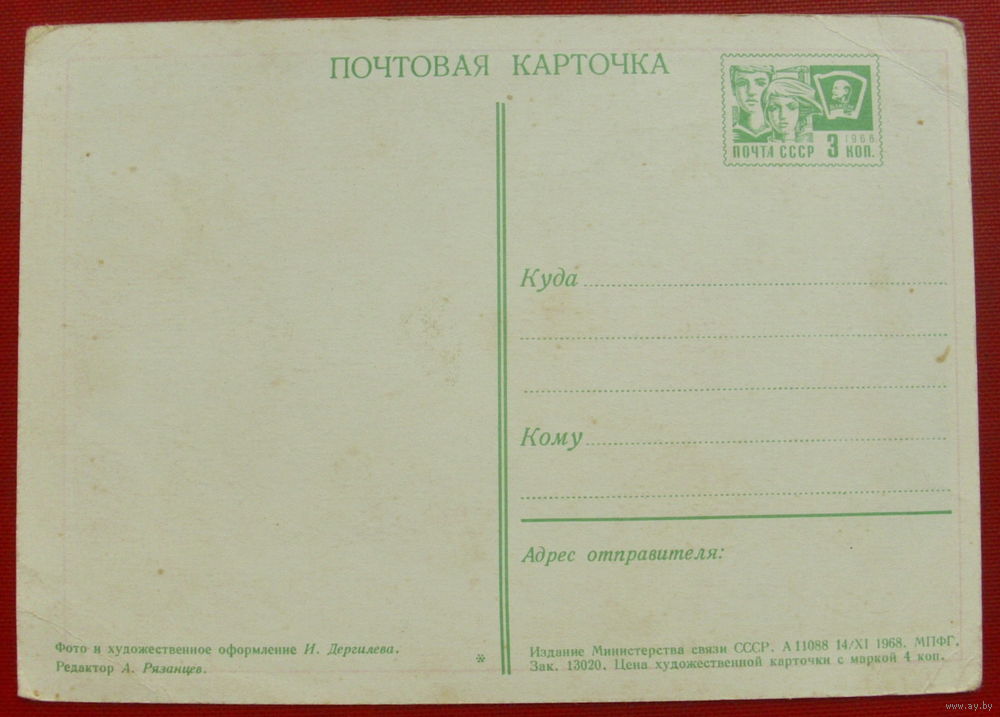 ПОЧТОВАЯ КАРТОЧКА
1968
ПОЧТА СССР 3 КОП.
Куда
Кому
Адрес отправителя:
Фото и художественное оформление И. Дергилева.
Редактор А. Рязанцев.
*
Издание Министерства связи СССР. А 11088 14/XI 1968. МПФГ.
Зак. 13020. Цена художественной карточки с маркой 4 коп.
www.ay.by